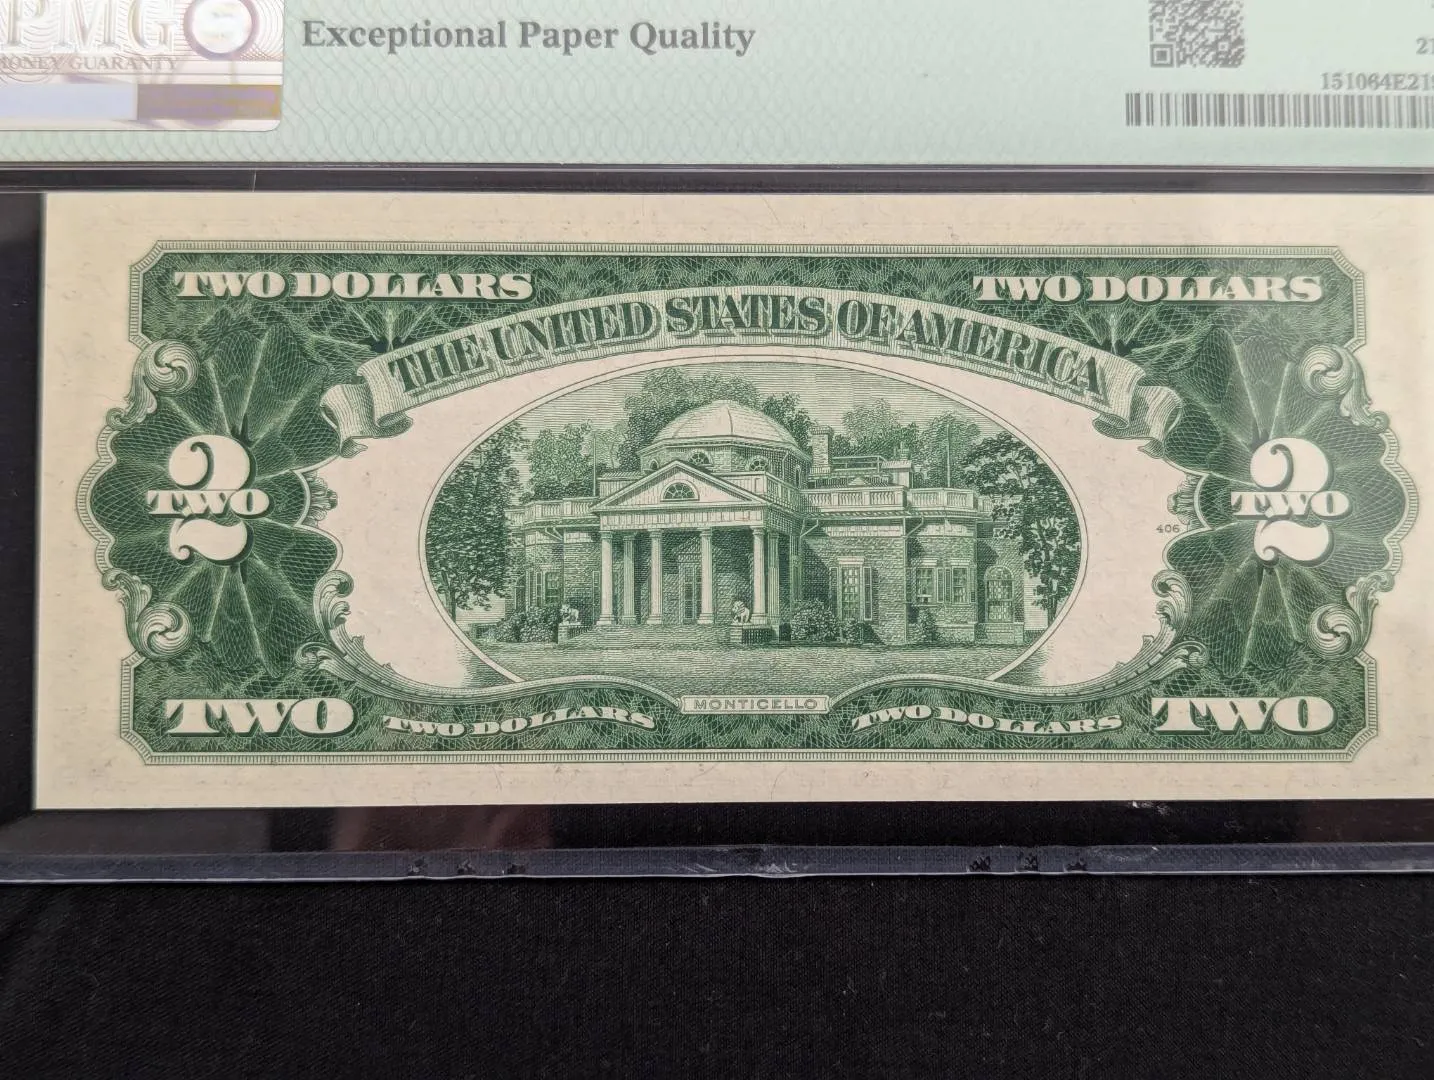 PMG
MONEY GUARANTY
Exceptional Paper Quality
21
151064E21
TWO DOLLARS
TWO DOLLARS
THE UNITED STATES OF AMERICA
2
TWO
2
TWO
406
MONTICELLO
TWO
TWO DOLLARS
TWO DOLLARS
TWO